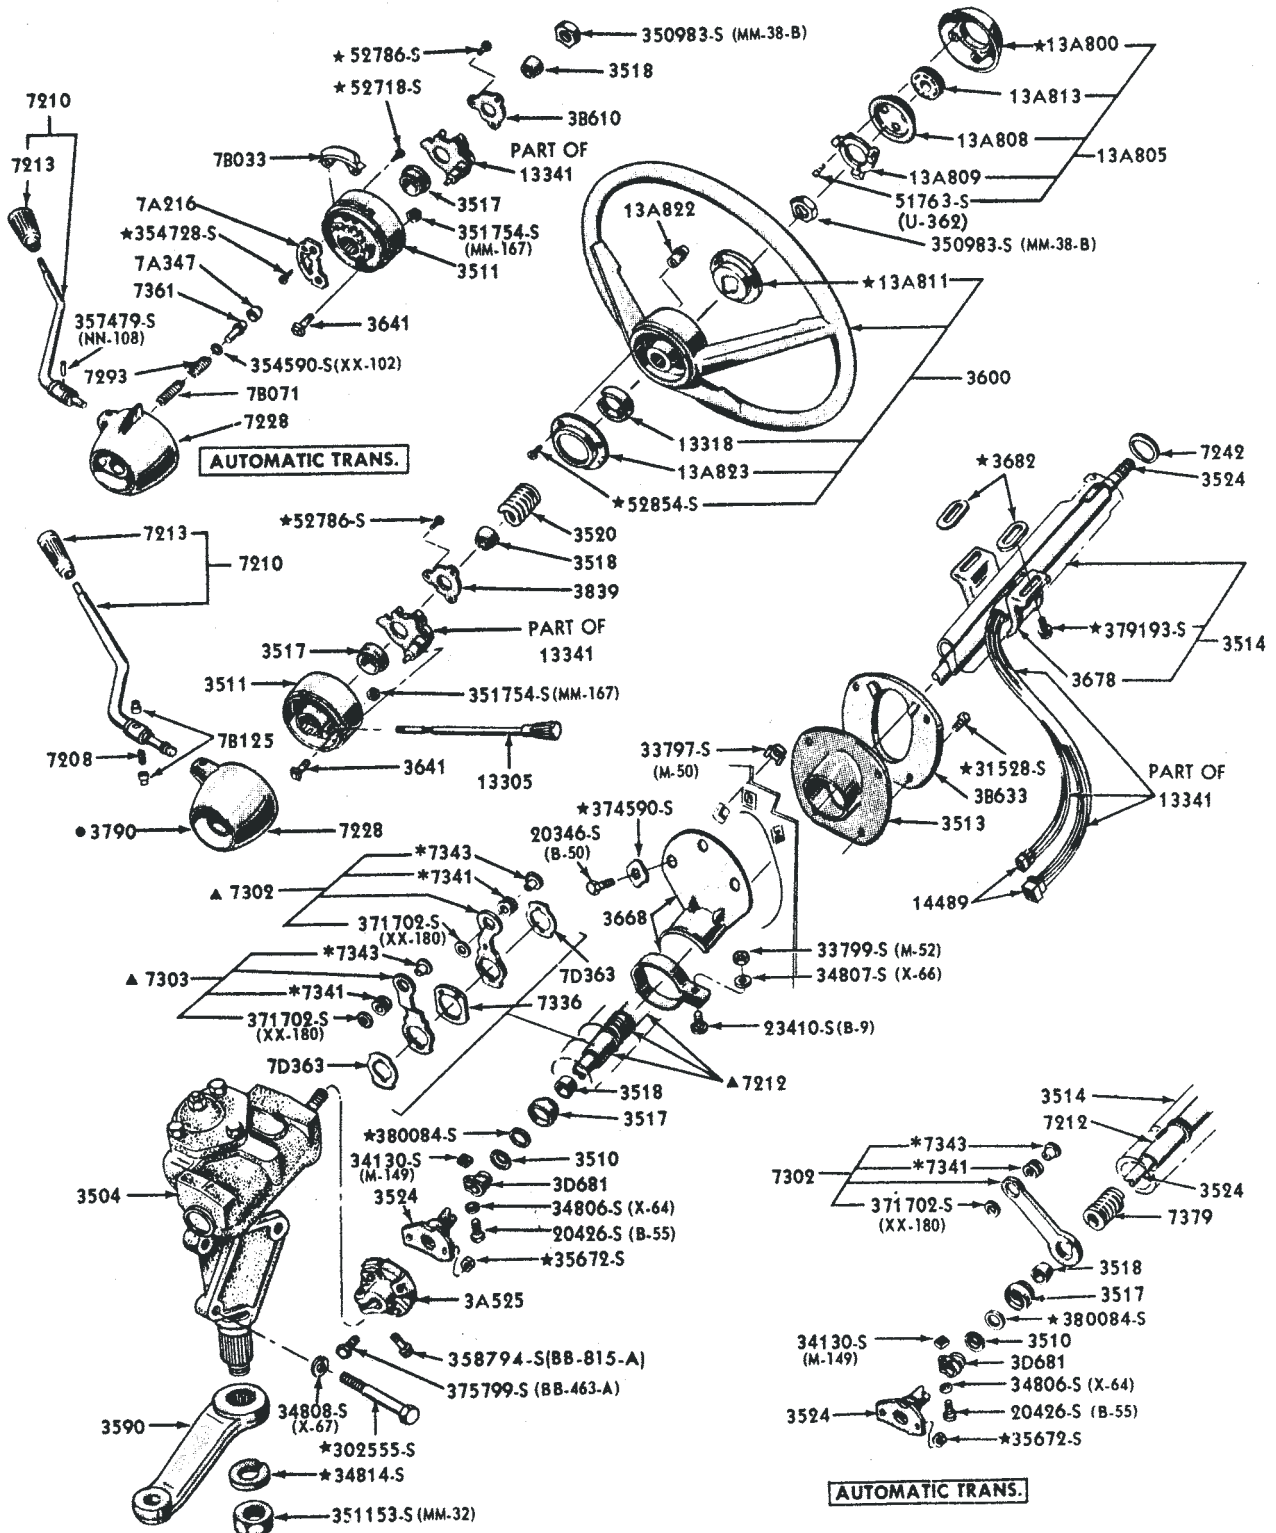 350983-S (MM-38-B)
★52786-S
3518
★52718-S
3B610
PART OF
13341
7B033
3517
351754-S
(MM-167)
3511
7210
7213
7A216
★354728-S
7A347
7361
357479-S
(NN-108)
3641
354590-S(XX-102)
7293
7B071
7228
AUTOMATIC TRANS.
★13A800
13A813
13A808
13A805
13A809
51763-S
(U-362)
350983-S (MM-38-B)
13A822
★13A811
3600
13318
13A823
★52854-S
7242
3524
★3682
★379193-S
3514
3678
PART OF
13341
14489
★52786-S
3520
3518
3839
PART OF
13341
7213
7210
3517
3511
351754-S (MM-167)
7B125
7208
3641
13305
●3790
7228
33797-S
(M-50)
★31528-S
3B633
3513
★374590-S
20346-S
(B-50)
3668
33799-S (M-52)
34807-S (X-66)
23410-S(B-9)
*7343
*7341
▲7302
371702-S
(XX-180)
7D363
*7343
▲7303
*7341
371702-S
(XX-180)
7336
7D363
▲7212
3518
3517
★380084-S
34130-S
(M-149)
3510
3D681
3524
34806-S (X-64)
20426-S (B-55)
★35672-S
3A525
3504
358794-S(BB-815-A)
375799-S (BB-463-A)
34808-S
(X-67)
3590
★302555-S
★34814-S
351153-S (MM-32)
3514
7212
*7343
*7341
7302
371702-S
(XX-180)
3524
7379
3518
3517
★380084-S
34130-S
(M-149)
3510
3D681
34806-S (X-64)
3524
20426-S (B-55)
★35672-S
AUTOMATIC TRANS.